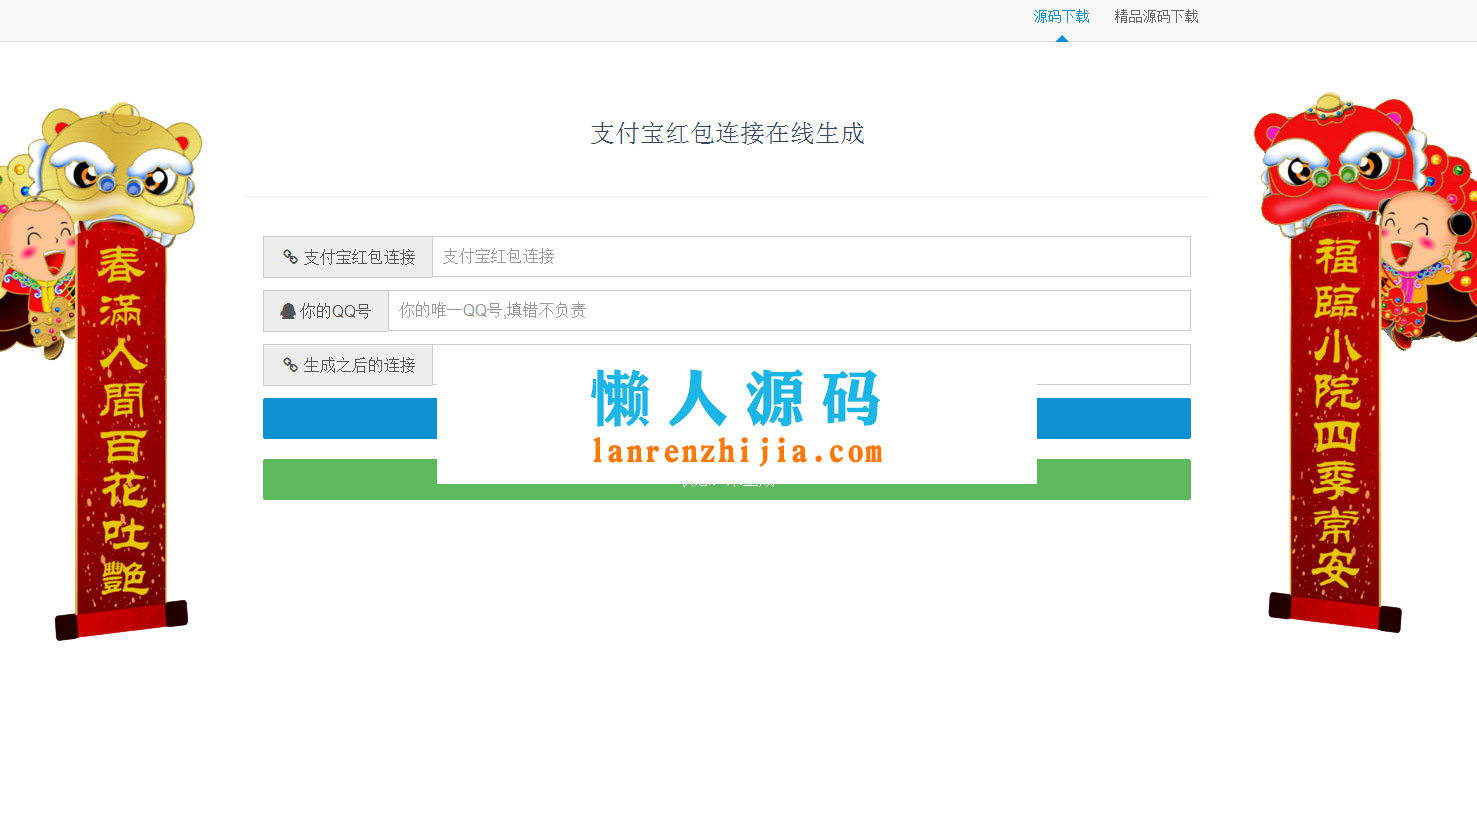 源码下载 精品源码下载
支付宝红包连接在线生成
支付宝红包连接 支付宝红包连接
你的QQ号 你的唯一QQ号,填错不负责
生成之后的连接
懒人源码
lanrenzhijia.com
春滿人間百花吐艷
福臨小院四季常安